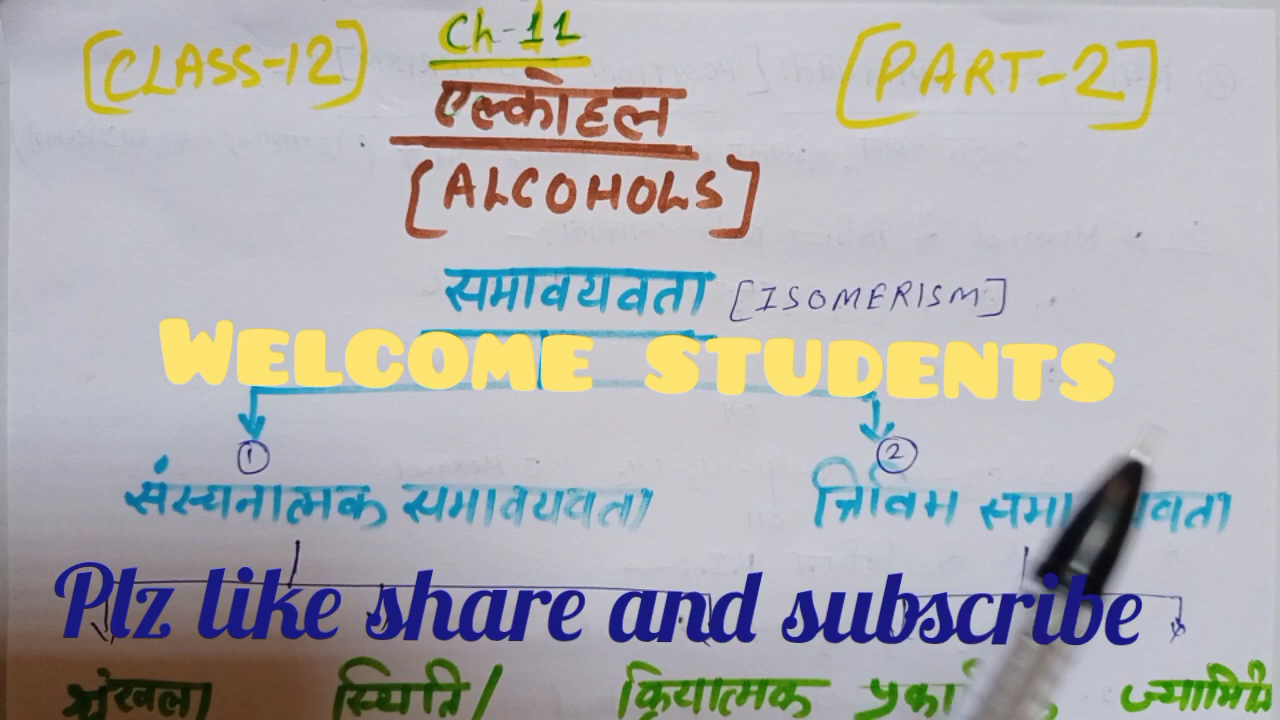 [CLASS-12] Ch-11 [PART-2]
एल्कोहल
[ALCOHOLS]
समावयवता [ISOMERISM]
WELCOME STUDENTS
① ②
संरचनात्मक समावयवता त्रिविम
Plz like share and subscribe
श्रृंखला स्थिति/ क्रियात्मक